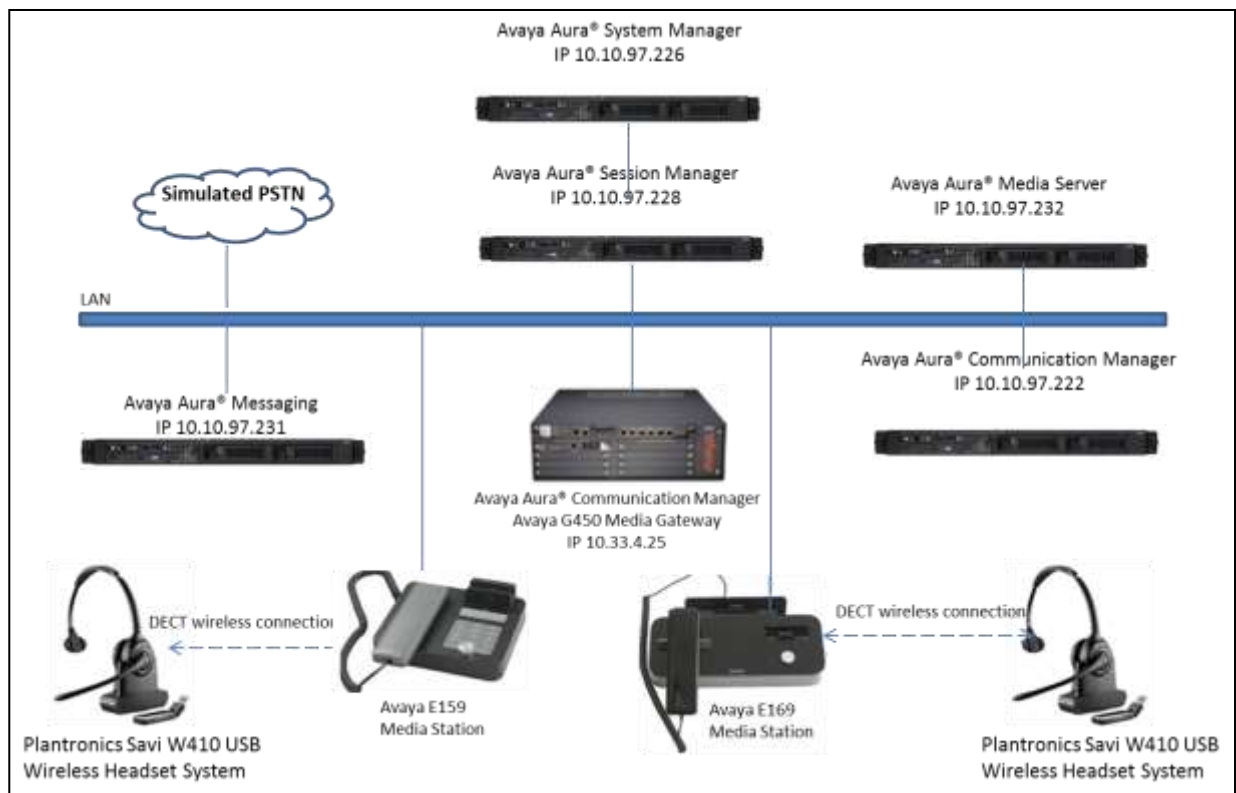 Avaya Aura® System Manager
IP 10.10.97.226
Avaya Aura® Session Manager
IP 10.10.97.228
Simulated PSTN
Avaya Aura® Media Server
IP 10.10.97.232
LAN
Avaya Aura® Communication Manager
IP 10.10.97.222
Avaya Aura® Messaging
IP 10.10.97.231
Avaya Aura® Communication Manager
Avaya G450 Media Gateway
IP 10.33.4.25
DECT wireless connection
DECT wireless connection
Avaya E159
Media Station
Avaya E169
Media Station
Plantronics Savi W410 USB
Wireless Headset System
Plantronics Savi W410 USB
Wireless Headset System